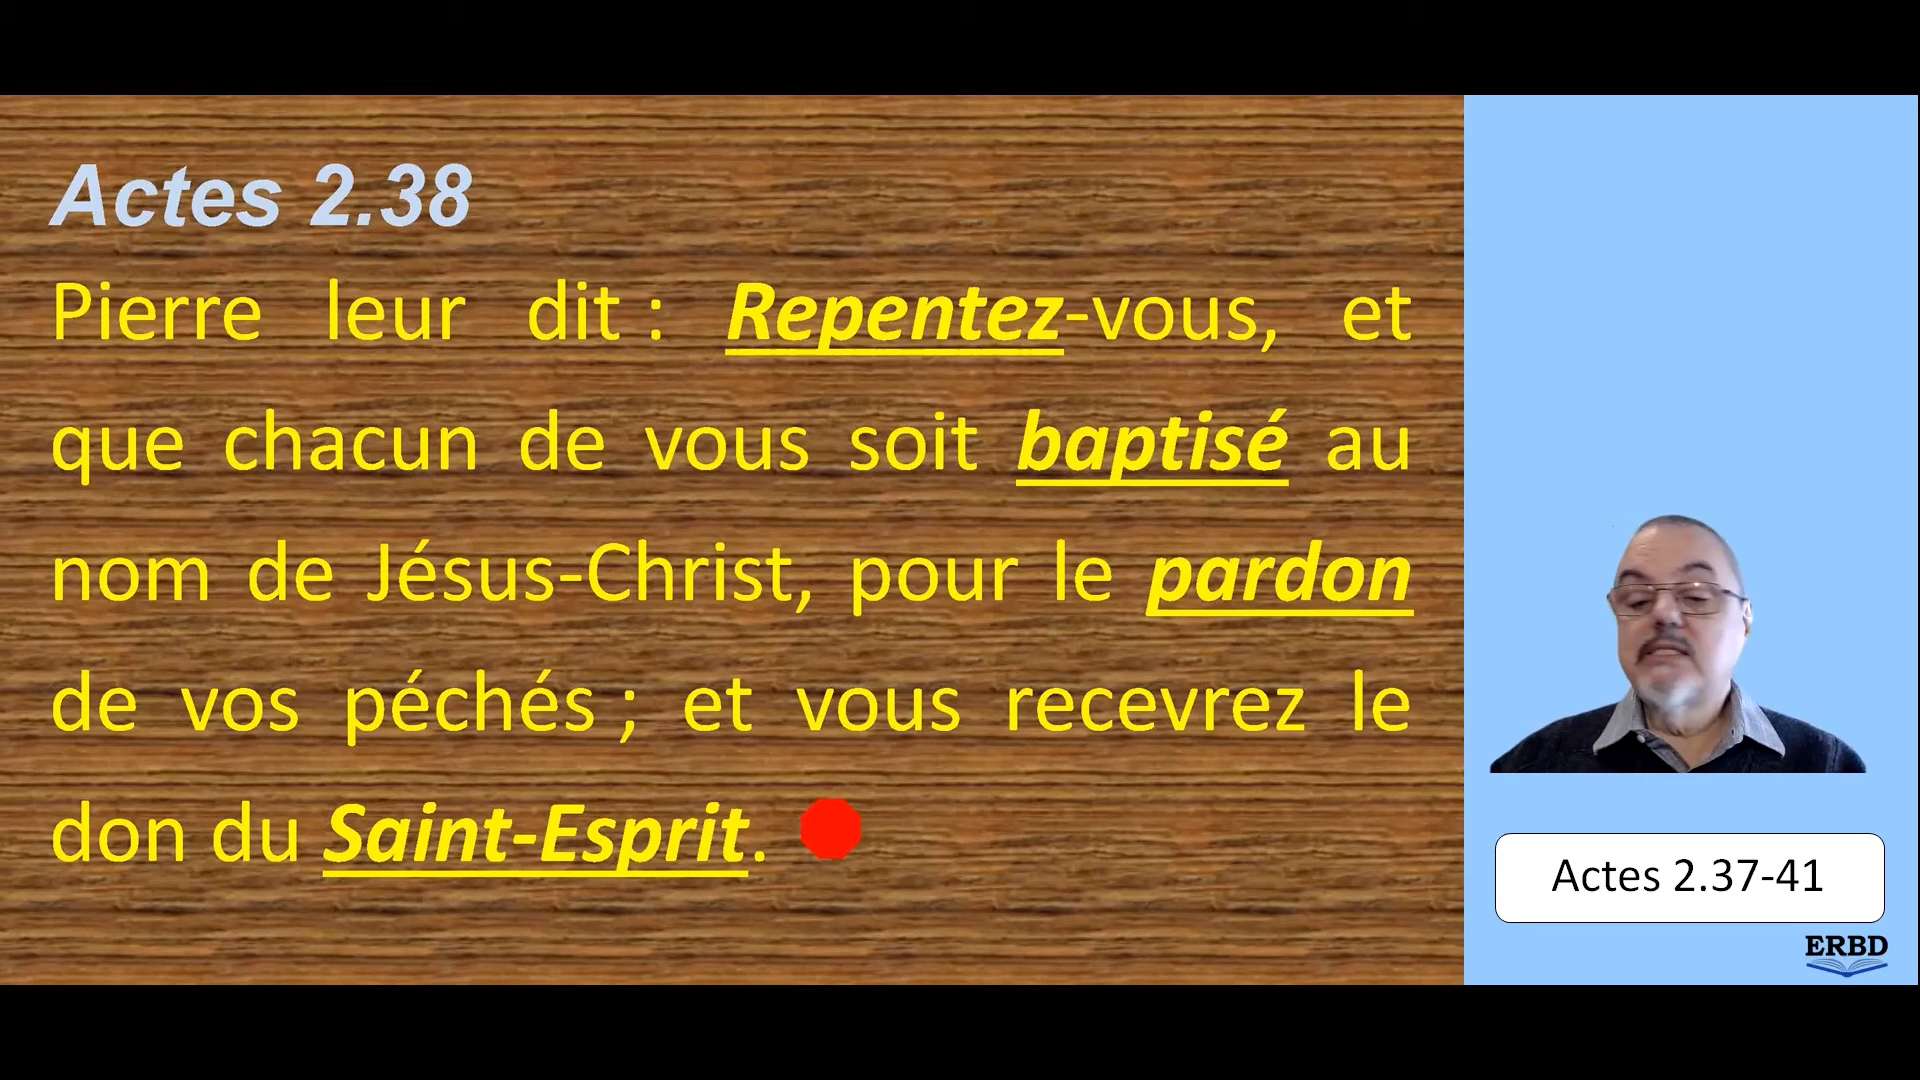 Actes 2.38
Pierre leur dit : Repentez-vous, et
que chacun de vous soit baptisé au
nom de Jésus-Christ, pour le pardon
de vos péchés ; et vous recevrez le
don du Saint-Esprit.
Actes 2.37-41
ERBD